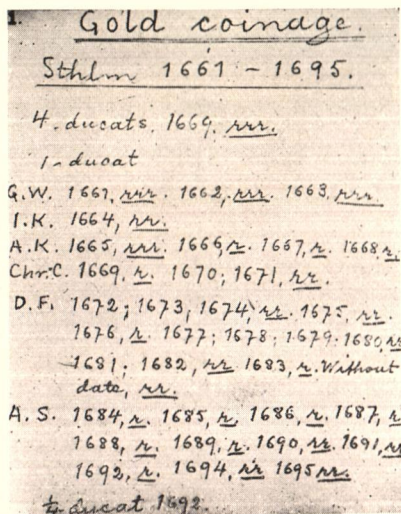 1.
Gold coinage.
Sthlm 1661-1695.
4-ducats. 1669, rrr.
1-ducat
G.W. 1661, rrr. 1662, rrr. 1663, rrr.
I.K. 1664, rr.
A.K. 1665, rrr. 1666, r. 1667, r. 1668 r.
Chr.C. 1669, r. 1670; 1671, rr.
D.F. 1672; 1673, 1674, rr. 1675, rr.
1676, r. 1677; 1678; 1679. 1680, rr
1681; 1682, rr 1683, r. Without
date, rr.
A.S. 1684, r. 1685, r. 1686, r. 1687, r
1688, r. 1689, r. 1690, rr. 1691, rr
1692, r. 1694, rr 1695 rr.
ducat 1692.